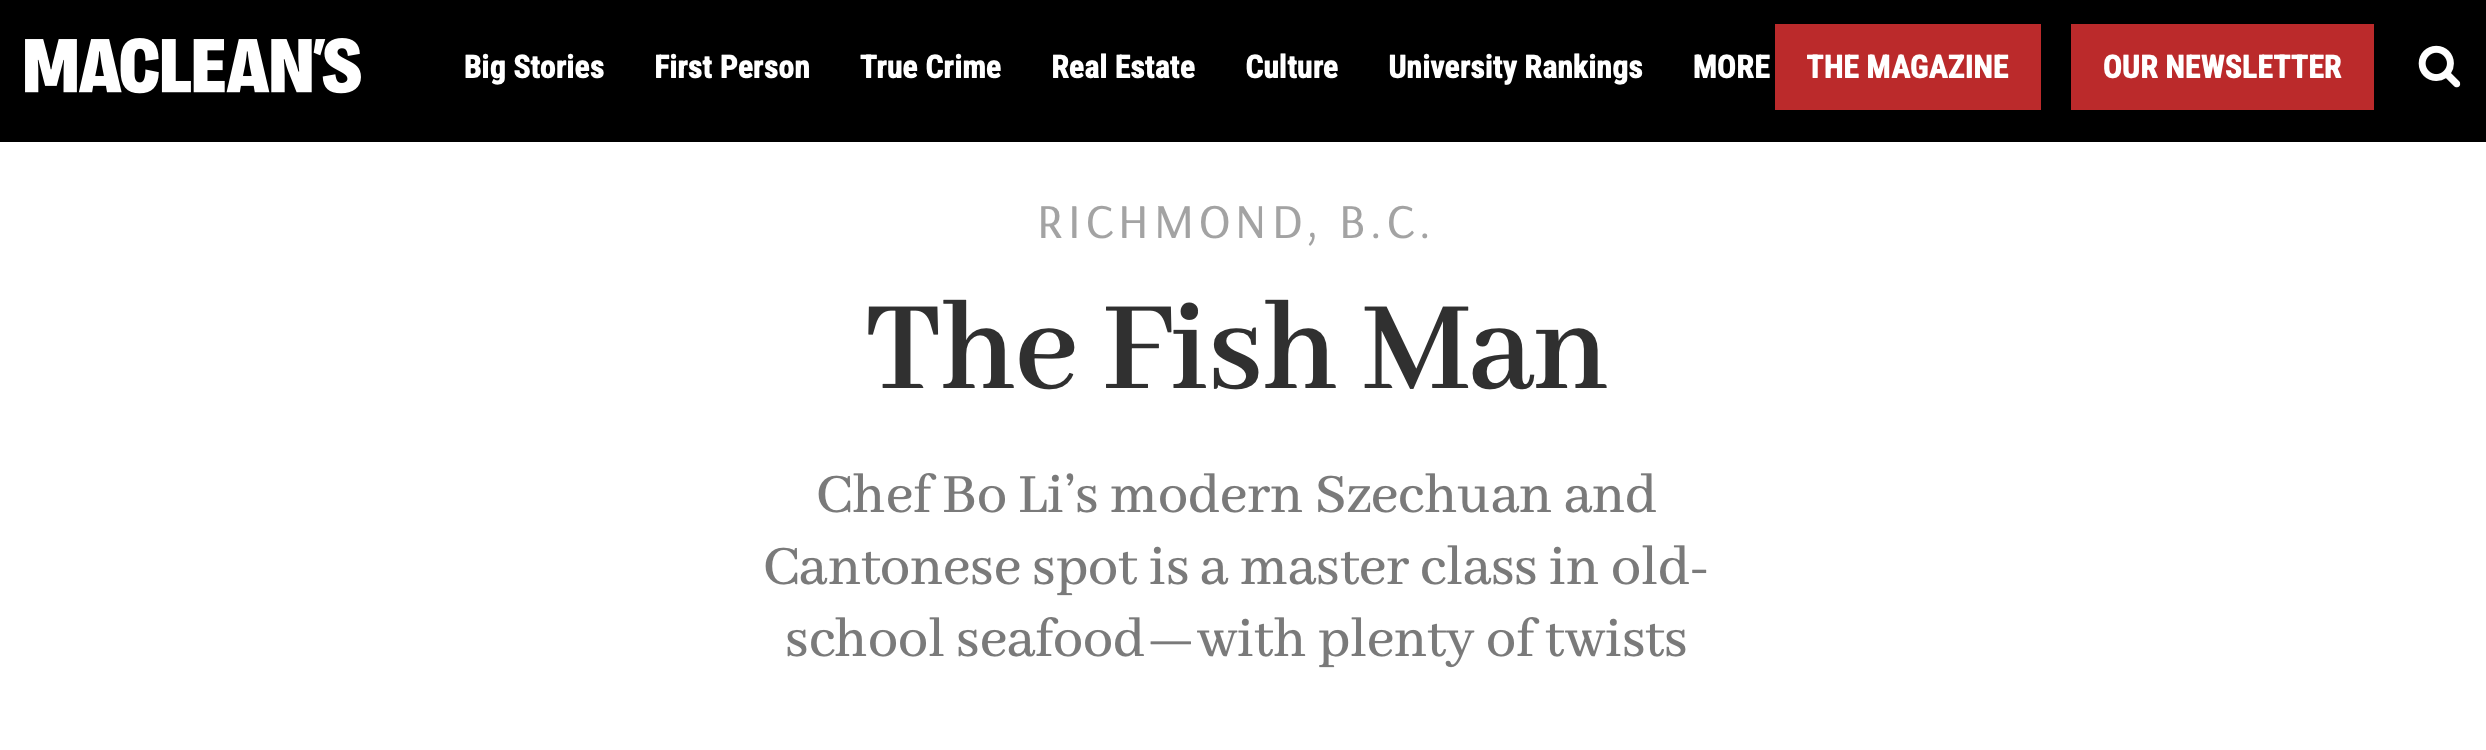 MACLEAN'S
Big Stories First Person True Crime Real Estate Culture University Rankings MORE THE MAGAZINE OUR NEWSLETTER
RICHMOND, B.C.
The Fish Man
Chef Bo Li’s modern Szechuan and
Cantonese spot is a master class in old-
school seafood—with plenty of twists